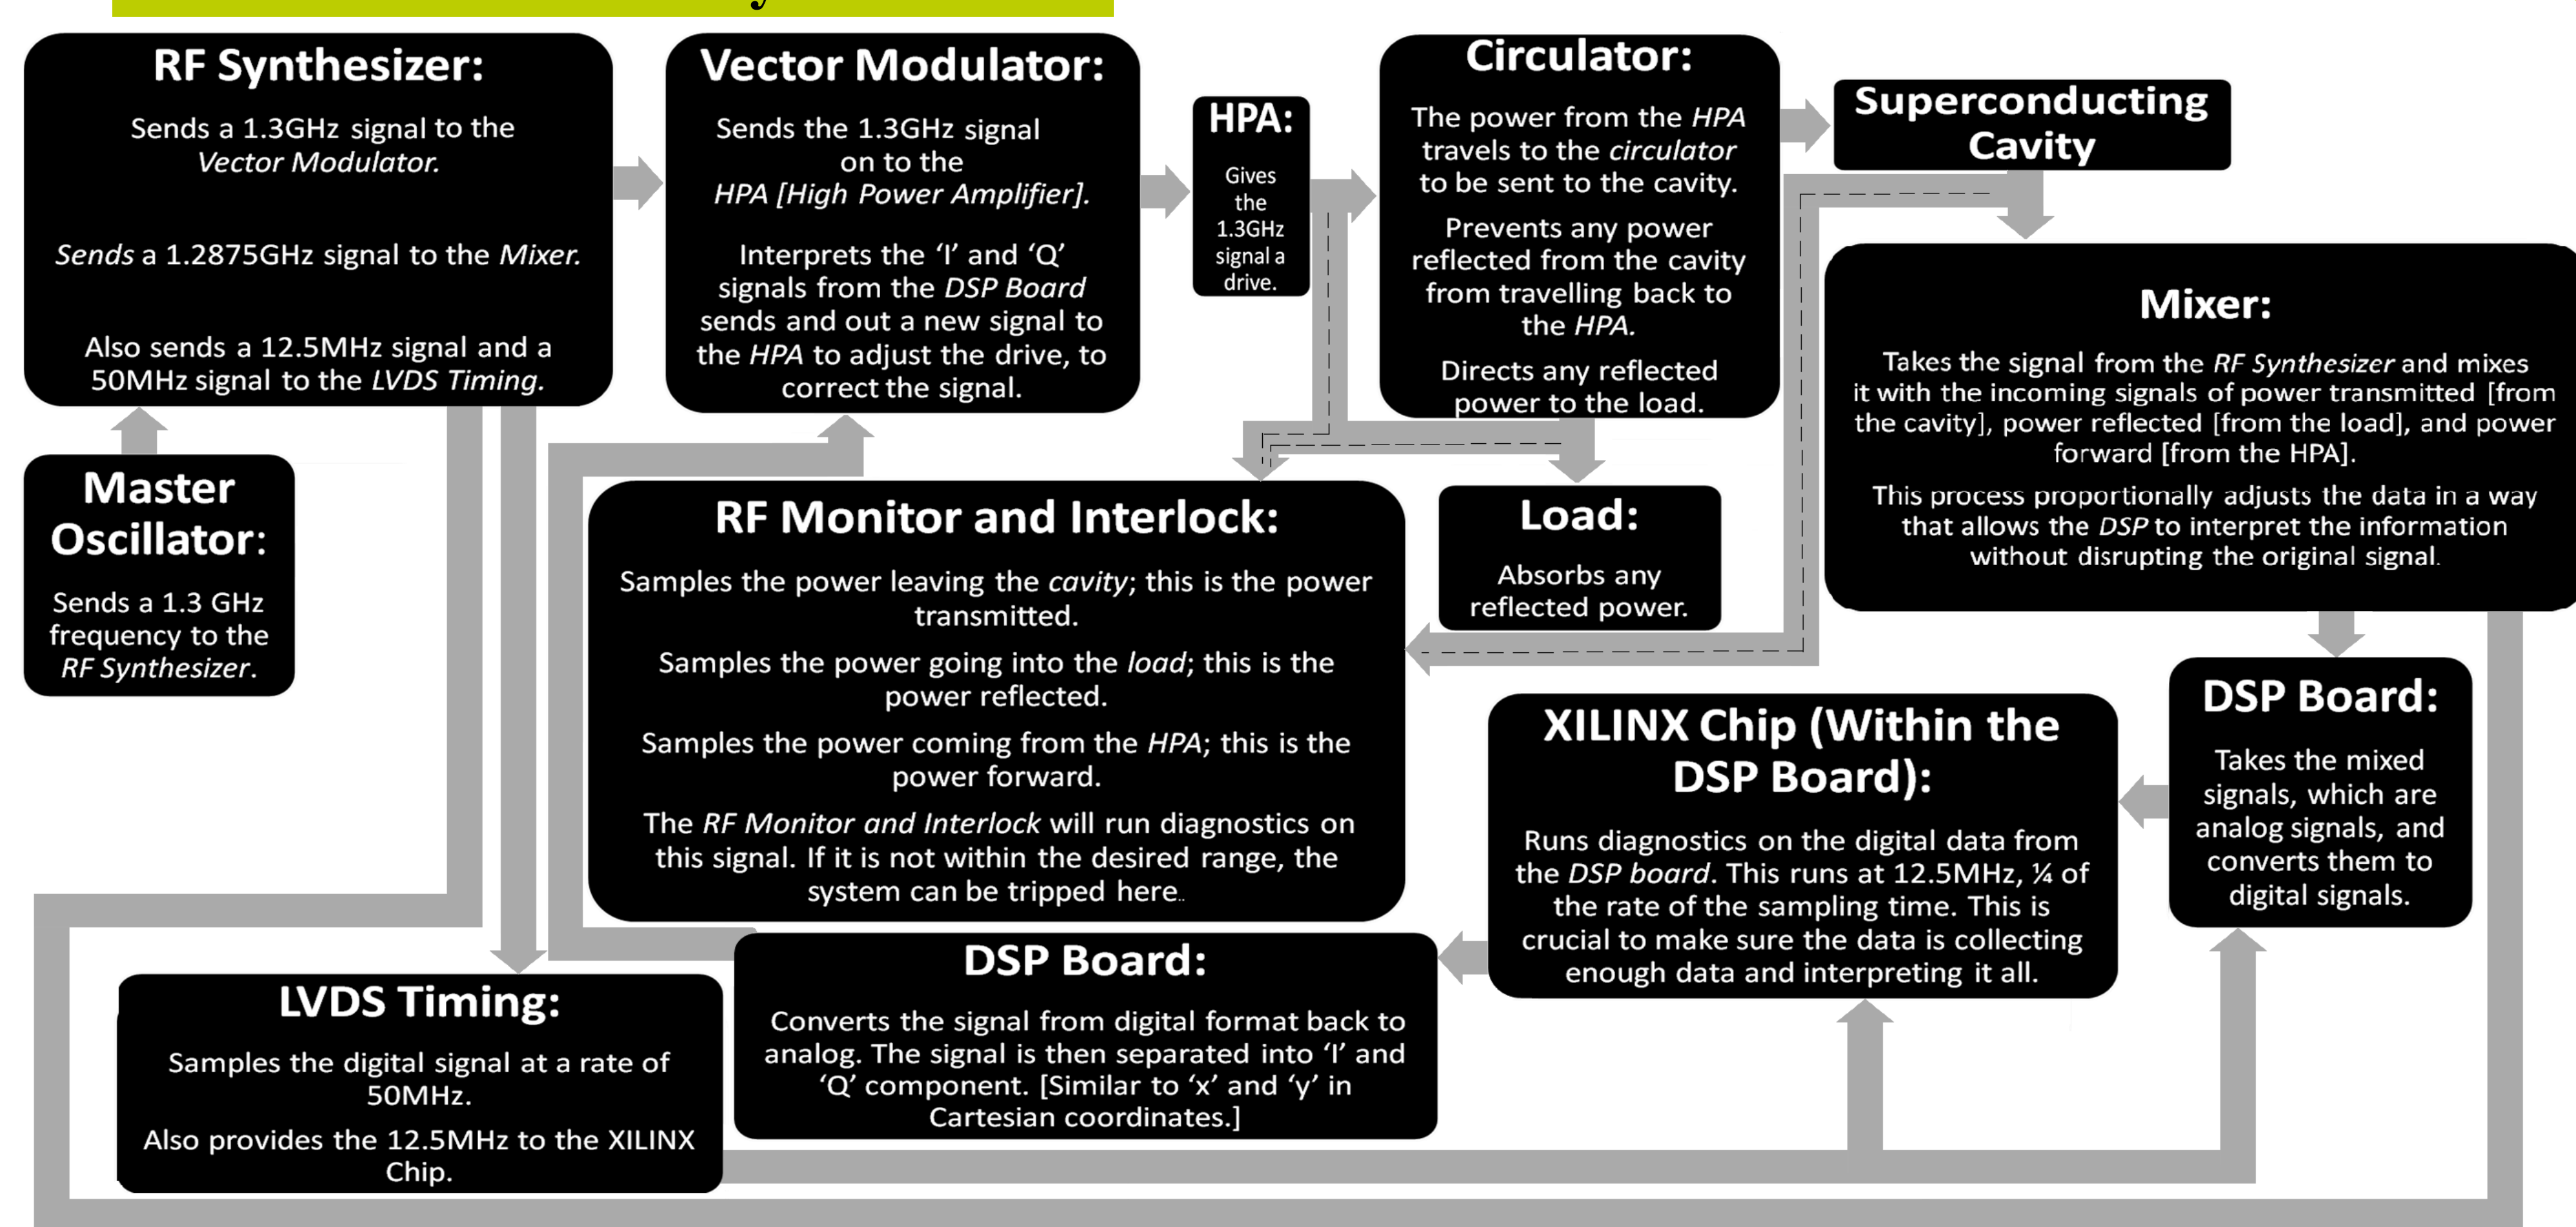 RF Synthesizer:
Sends a 1.3GHz signal to the
Vector Modulator.
Sends a 1.2875GHz signal to the Mixer.
Also sends a 12.5MHz signal and a
50MHz signal to the LVDS Timing.
Vector Modulator:
Sends the 1.3GHz signal
on to the
HPA [High Power Amplifier].
Interprets the ‘I’ and ‘Q’
signals from the DSP Board
sends and out a new signal to
the HPA to adjust the drive, to
correct the signal.
HPA:
Gives
the
1.3GHz
signal a
drive.
Circulator:
The power from the HPA
travels to the circulator
to be sent to the cavity.
Prevents any power
reflected from the cavity
from travelling back to
the HPA.
Directs any reflected
power to the load.
Superconducting
Cavity
Mixer:
Takes the signal from the RF Synthesizer and mixes
it with the incoming signals of power transmitted [from
the cavity], power reflected [from the load], and power
forward [from the HPA].
This process proportionally adjusts the data in a way
that allows the DSP to interpret the information
without disrupting the original signal.
Master
Oscillator:
Sends a 1.3 GHz
frequency to the
RF Synthesizer.
RF Monitor and Interlock:
Samples the power leaving the cavity; this is the power
transmitted.
Samples the power going into the load; this is the
power reflected.
Samples the power coming from the HPA; this is the
power forward.
The RF Monitor and Interlock will run diagnostics on
this signal. If it is not within the desired range, the
system can be tripped here..
Load:
Absorbs any
reflected power.
DSP Board:
Takes the mixed
signals, which are
analog signals, and
converts them to
digital signals.
XILINX Chip (Within the
DSP Board):
Runs diagnostics on the digital data from
the DSP board. This runs at 12.5MHz, ¼ of
the rate of the sampling time. This is
crucial to make sure the data is collecting
enough data and interpreting it all.
DSP Board:
Converts the signal from digital format back to
analog. The signal is then separated into ‘I’ and
‘Q’ component. [Similar to ‘x’ and ‘y’ in
Cartesian coordinates.]
LVDS Timing:
Samples the digital signal at a rate of
50MHz.
Also provides the 12.5MHz to the XILINX
Chip.